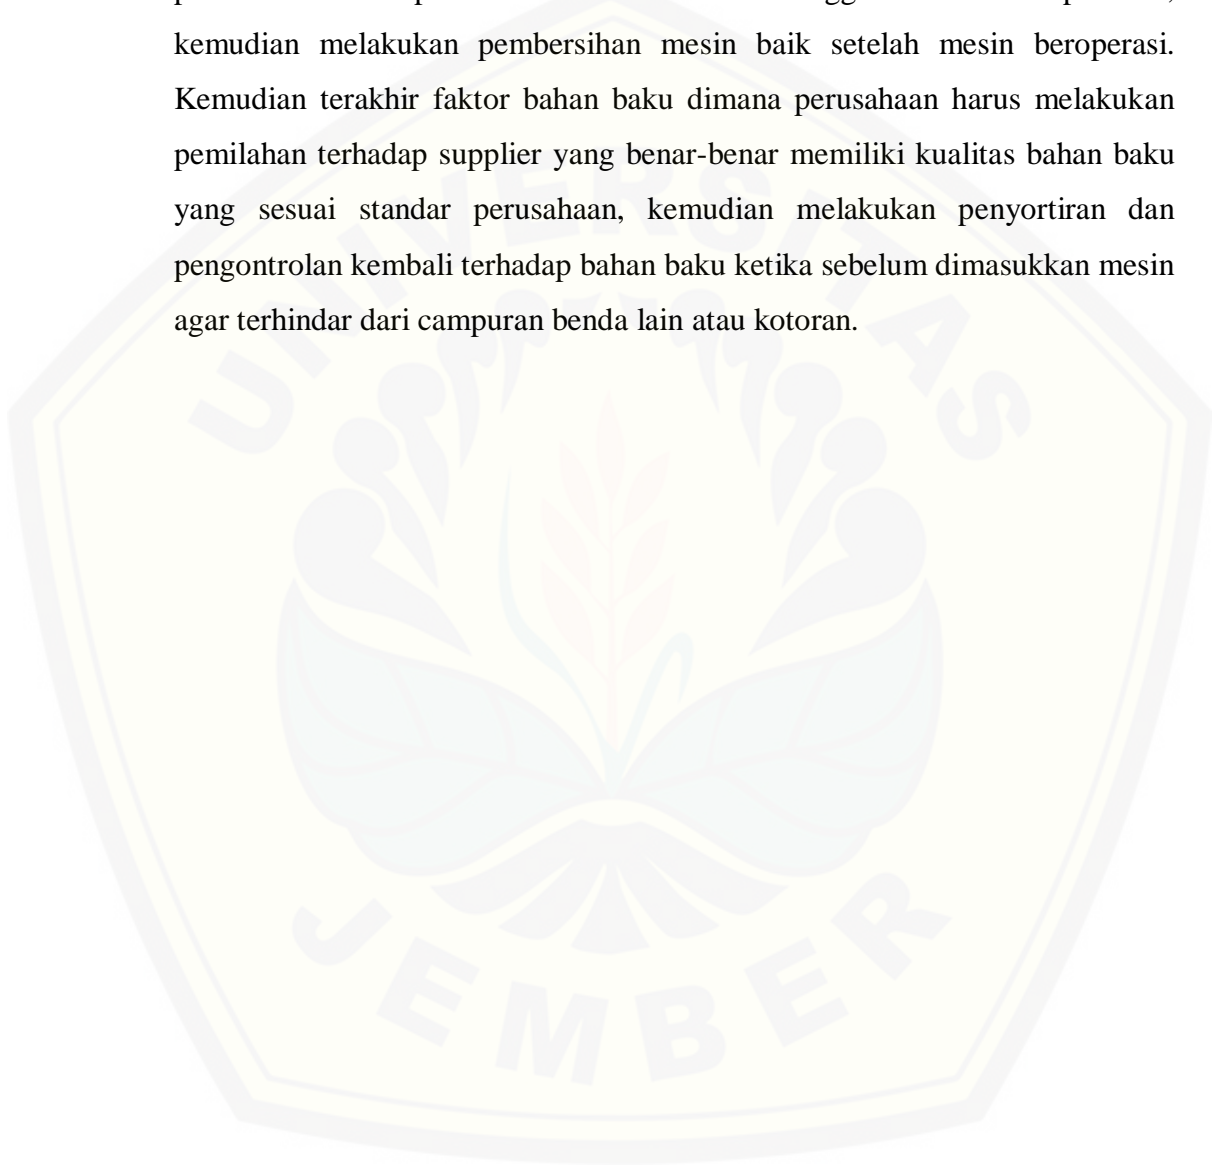 kemudian melakukan pembersihan mesin baik setelah mesin beroperasi.
Kemudian terakhir faktor bahan baku dimana perusahaan harus melakukan
pemilahan terhadap supplier yang benar-benar memiliki kualitas bahan baku
yang sesuai standar perusahaan, kemudian melakukan penyortiran dan
pengontrolan kembali terhadap bahan baku ketika sebelum dimasukkan mesin
agar terhindar dari campuran benda lain atau kotoran.
UNIVERSITAS
JEMBER